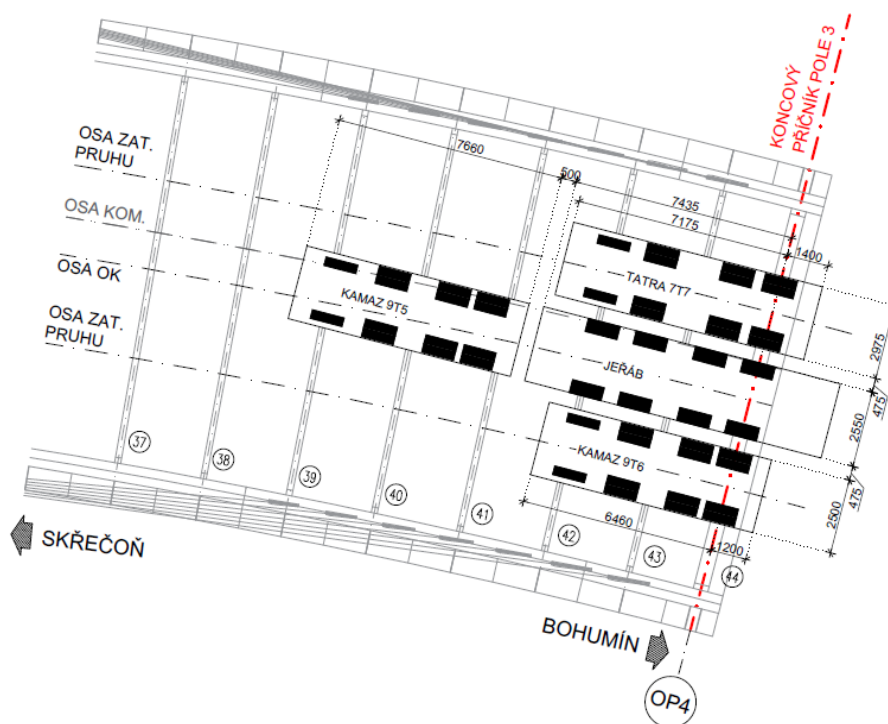 KONCOVÝ
PŘÍČNÍK POLE 3
OSA ZAT.
PRUHU
7660
500
7435
7175
1400
OSA KOM.
OSA OK
KAMAZ 9T5
TATRA 7T7
OSA ZAT.
PRUHU
JEŘÁB
2975
475
2550
KAMAZ 9T6
475
2500
37
38
39
40
41
42
43
44
6460
1200
SKŘEČOŇ
BOHUMÍN
OP4